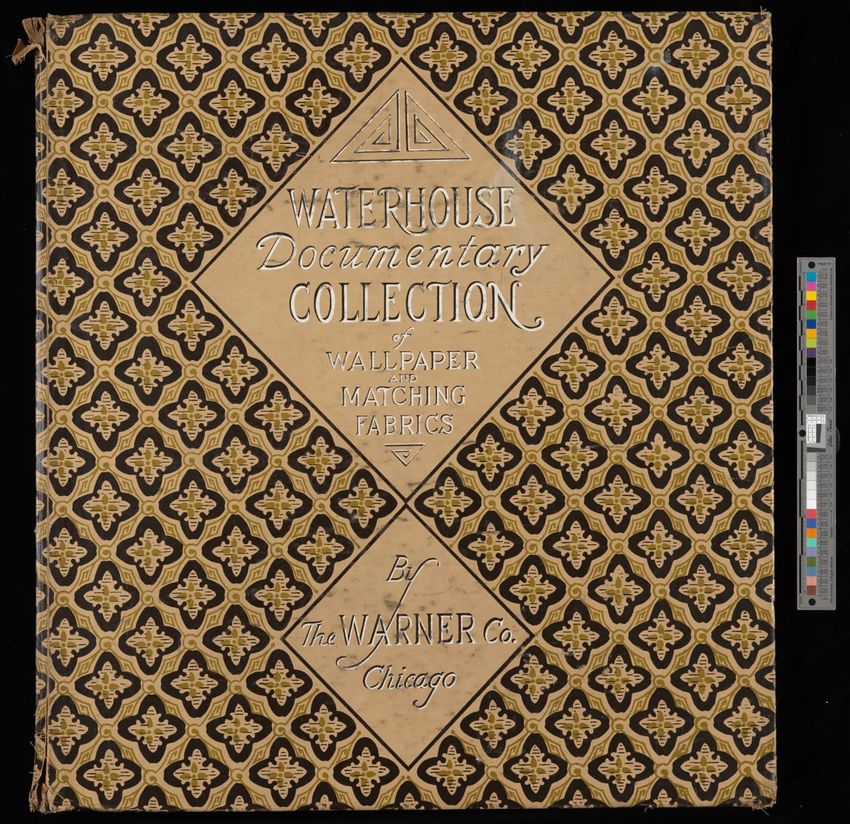 WATERHOUSE
Documentary
COLLECTION
of
WALLPAPER
AND
MATCHING
FABRICS
By
The WARNER Co.
Chicago